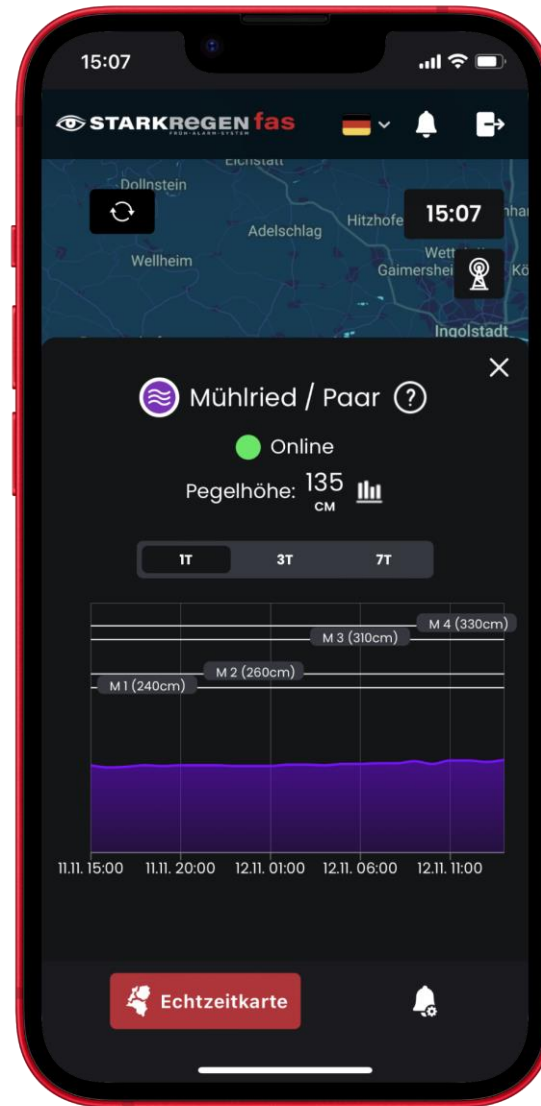 15:07
STARKREGEN fas
FRÜH-ALARM-SYSTEM
Dollnstein
15:07
Adelschlag
Hitzhofe
Wellheim
Gaimershei
Ingolstadt
Mühlried / Paar ?
Online
Pegelhöhe: 135 CM
1T 3T 7T
M 4 (330cm)
M 3 (310cm)
M 2 (260cm)
M 1 (240cm)
11.11. 15:00 11.11. 20:00 12.11. 01:00 12.11. 06:00 12.11. 11:00
Echtzeitkarte